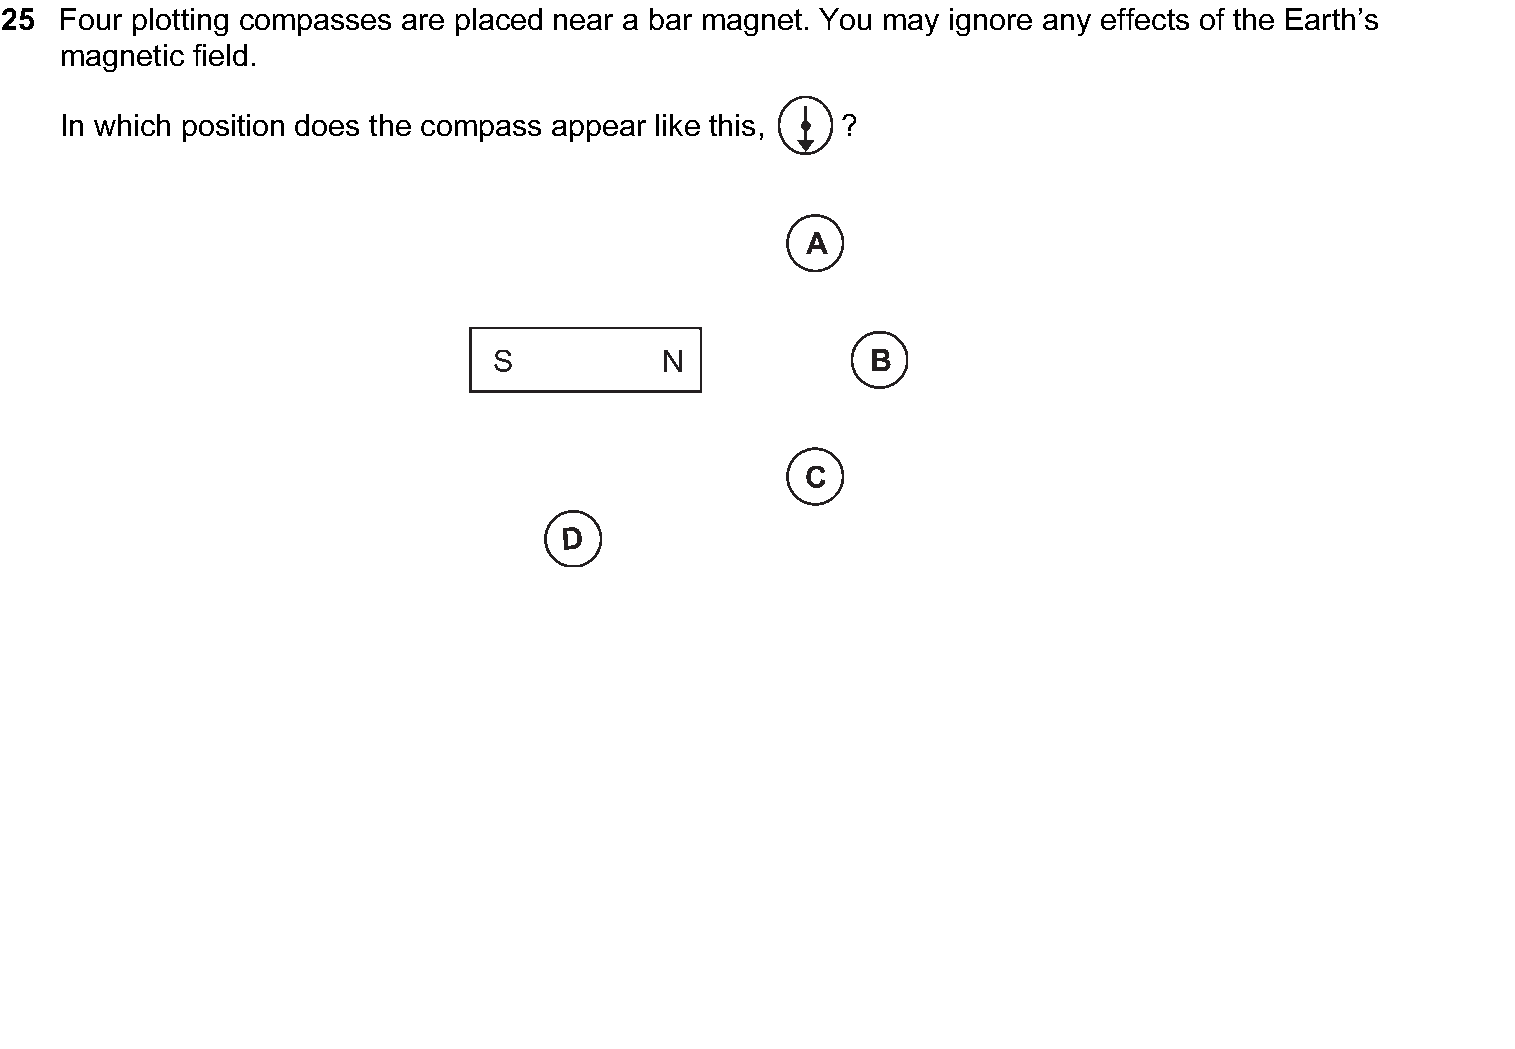 25 Four plotting compasses are placed near a bar magnet. You may ignore any effects of the Earth’s
magnetic field.
In which position does the compass appear like this, ?
A
S N B
C
D